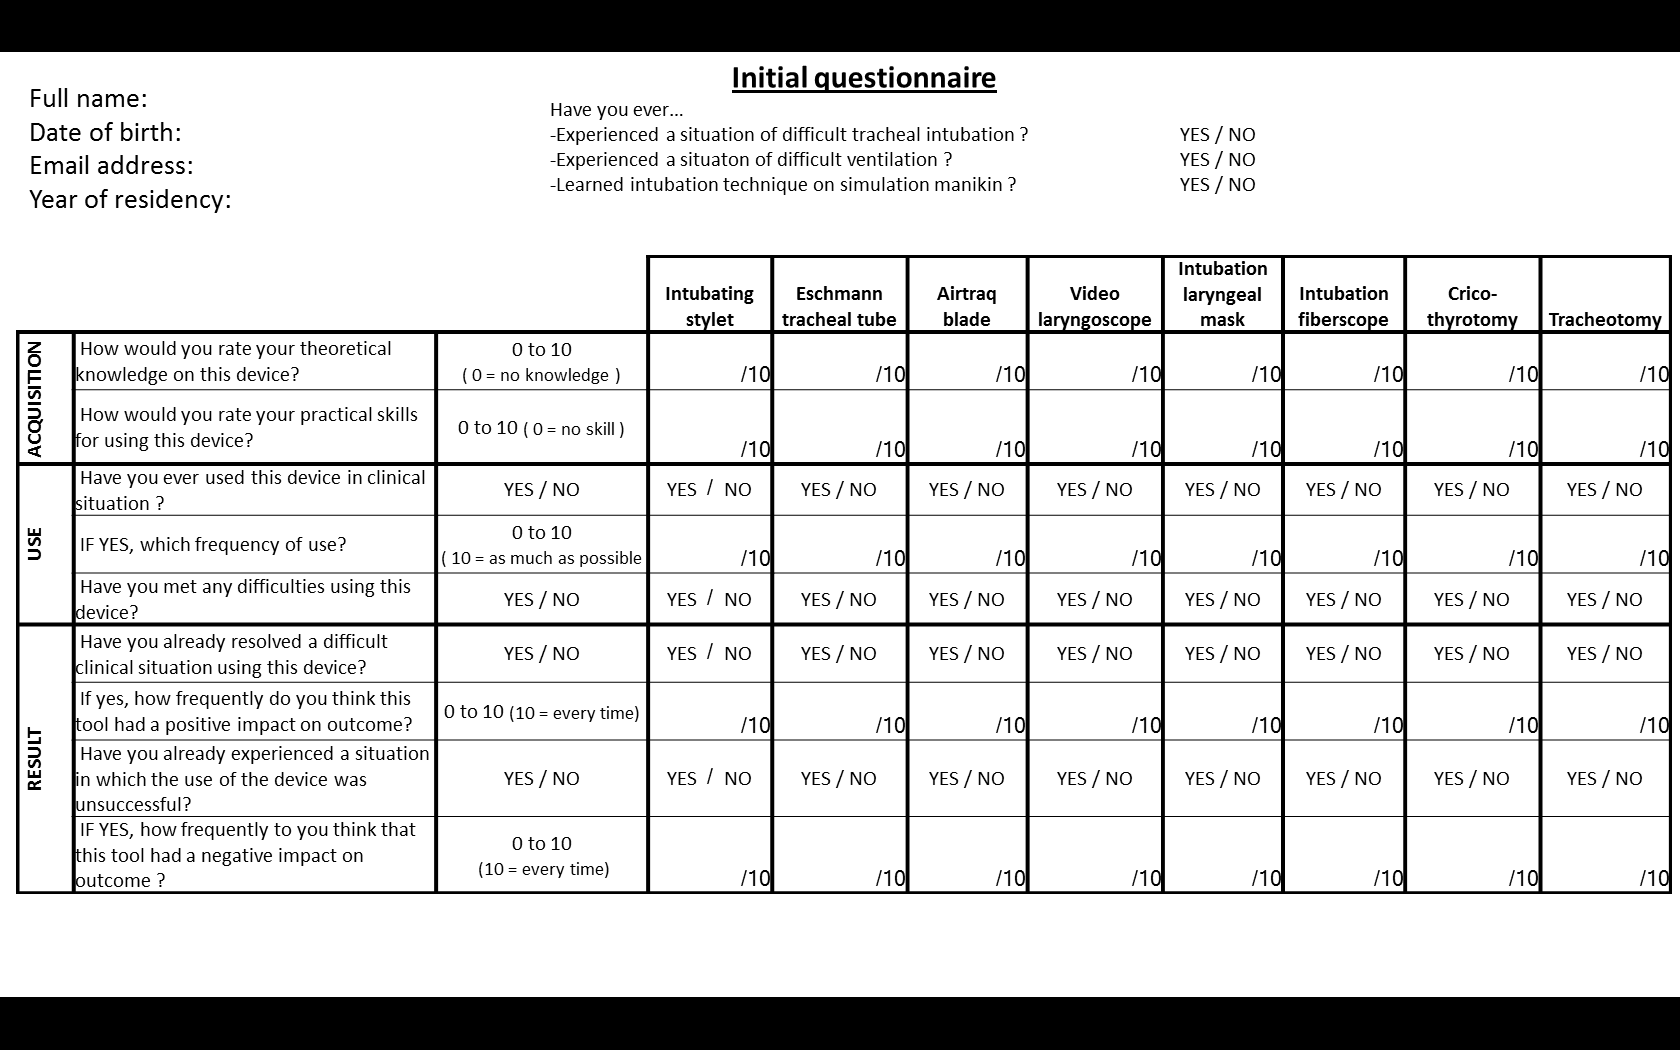 Initial questionnaire
Full name:
Date of birth:
Email address:
Year of residency:
Have you ever...
-Experienced a situation of difficult tracheal intubation ? YES / NO
-Experienced a situaton of difficult ventilation ? YES / NO
-Learned intubation technique on simulation manikin ? YES / NO
Intubating
stylet
Eschmann
tracheal tube
Airtraq
blade
Video
laryngoscope
Intubation
laryngeal
mask
Intubation
fiberscope
Crico-
thyrotomy
Tracheotomy
ACQUISITION
How would you rate your theoretical
knowledge on this device?
0 to 10
( 0 = no knowledge )
/10 /10 /10 /10 /10 /10 /10 /10
How would you rate your practical skills
for using this device?
0 to 10 ( 0 = no skill )
/10 /10 /10 /10 /10 /10 /10 /10
USE
Have you ever used this device in clinical
situation ?
YES / NO
YES / NO YES / NO YES / NO YES / NO YES / NO YES / NO YES / NO YES / NO
IF YES, which frequency of use?
0 to 10
( 10 = as much as possible
/10 /10 /10 /10 /10 /10 /10 /10
Have you met any difficulties using this
device?
YES / NO
YES / NO YES / NO YES / NO YES / NO YES / NO YES / NO YES / NO YES / NO
RESULT
Have you already resolved a difficult
clinical situation using this device?
YES / NO
YES / NO YES / NO YES / NO YES / NO YES / NO YES / NO YES / NO YES / NO
If yes, how frequently do you think this
tool had a positive impact on outcome?
0 to 10 (10 = every time)
/10 /10 /10 /10 /10 /10 /10 /10
Have you already experienced a situation
in which the use of the device was
unsuccessful?
YES / NO
YES / NO YES / NO YES / NO YES / NO YES / NO YES / NO YES / NO YES / NO
IF YES, how frequently to you think that
this tool had a negative impact on
outcome ?
0 to 10
(10 = every time)
/10 /10 /10 /10 /10 /10 /10 /10